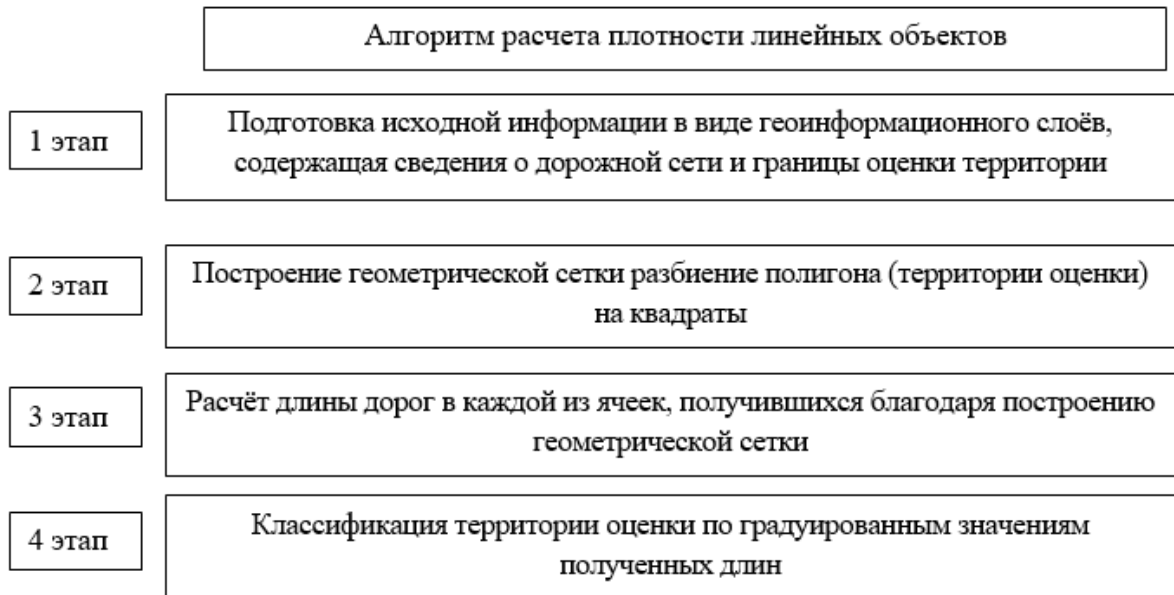 Алгоритм расчета плотности линейных объектов
1 этап
Подготовка исходной информации в виде геоинформационного слоёв,
содержащая сведения о дорожной сети и границы оценки территории
2 этап
Построение геометрической сетки разбиение полигона (территории оценки)
на квадраты
3 этап
Расчёт длины дорог в каждой из ячеек, получившихся благодаря построению
геометрической сетки
4 этап
Классификация территории оценки по градуированным значениям
полученных длин